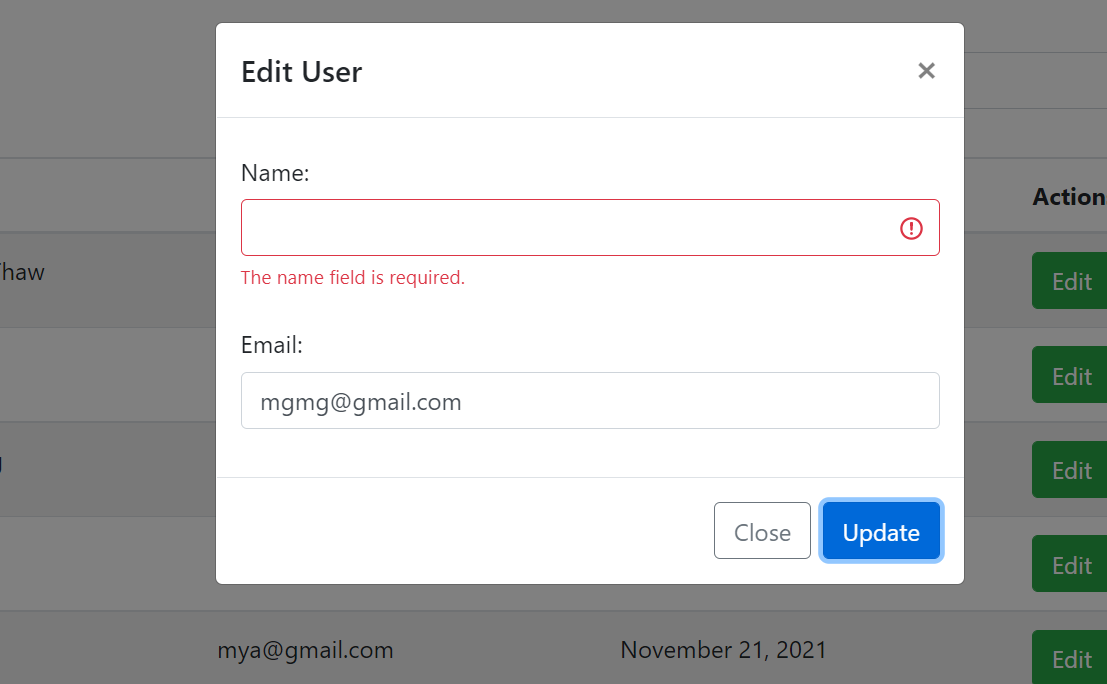 Edit User
×
Name:
The name field is required.
Email:
mgmg@gmail.com
Close
Update
Action
haw
Edit
Edit
Edit
Edit
mya@gmail.com
November 21, 2021
Edit